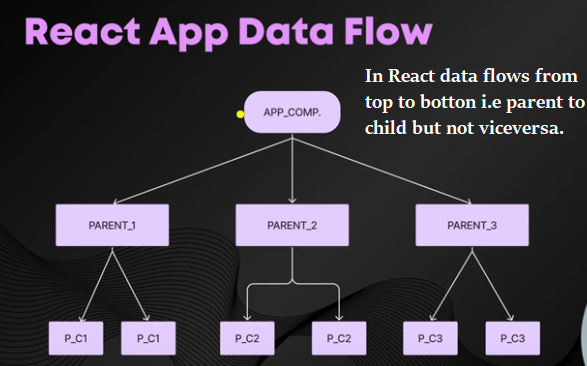 React App Data Flow
In React data flows from
top to botton i.e parent to
child but not viceversa.
APP_COMP.
PARENT_1
PARENT_2
PARENT_3
P_C1
P_C1
P_C2
P_C2
P_C3
P_C3